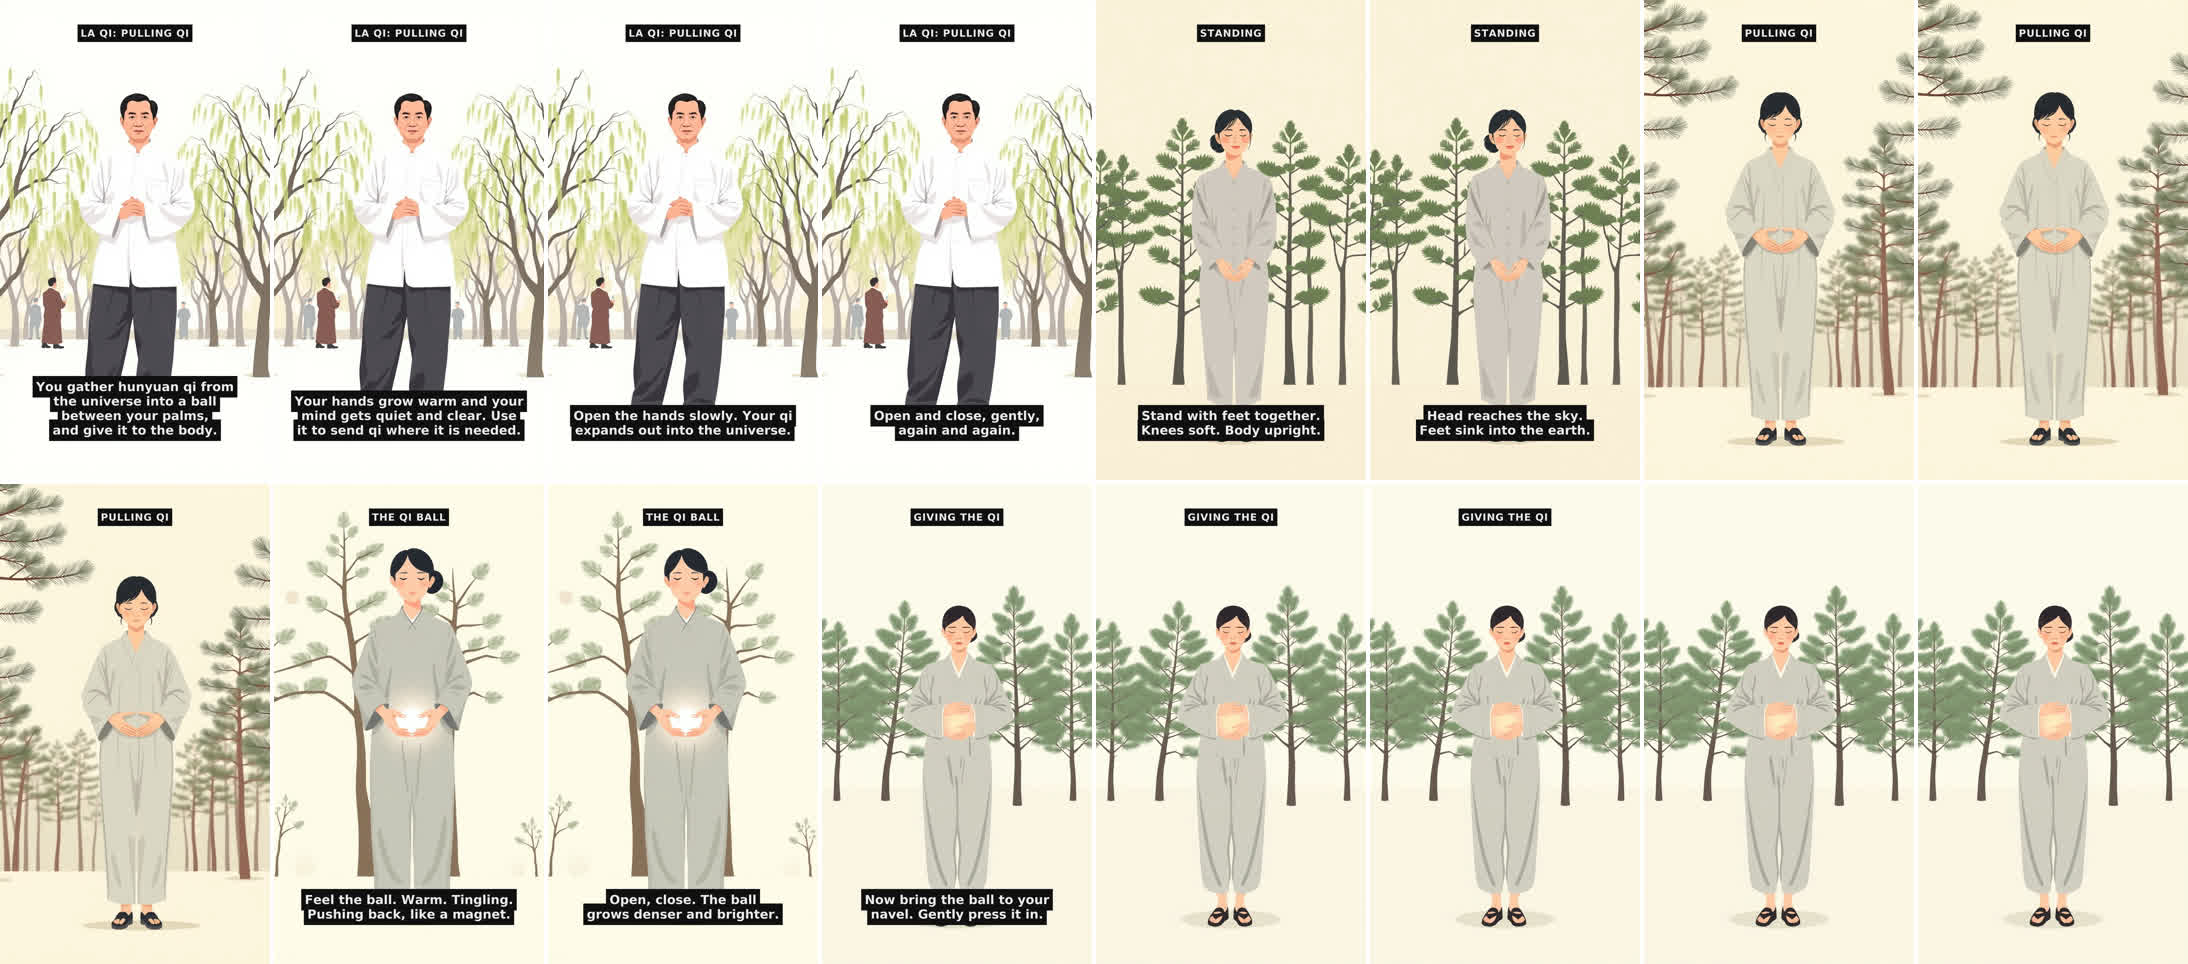 LA QI: PULLING QI
You gather hunyuan qi from
the universe into a ball
between your palms,
and give it to the body.
LA QI: PULLING QI
Your hands grow warm and your
mind gets quiet and clear. Use
it to send qi where it is needed.
LA QI: PULLING QI
Open the hands slowly. Your qi
expands out into the universe.
LA QI: PULLING QI
Open and close, gently,
again and again.
STANDING
Stand with feet together.
Knees soft. Body upright.
STANDING
Head reaches the sky.
Feet sink into the earth.
PULLING QI
PULLING QI
PULLING QI
THE QI BALL
Feel the ball. Warm. Tingling.
Pushing back, like a magnet.
THE QI BALL
Open, close. The ball
grows denser and brighter.
GIVING THE QI
Now bring the ball to your
navel. Gently press it in.
GIVING THE QI
GIVING THE QI